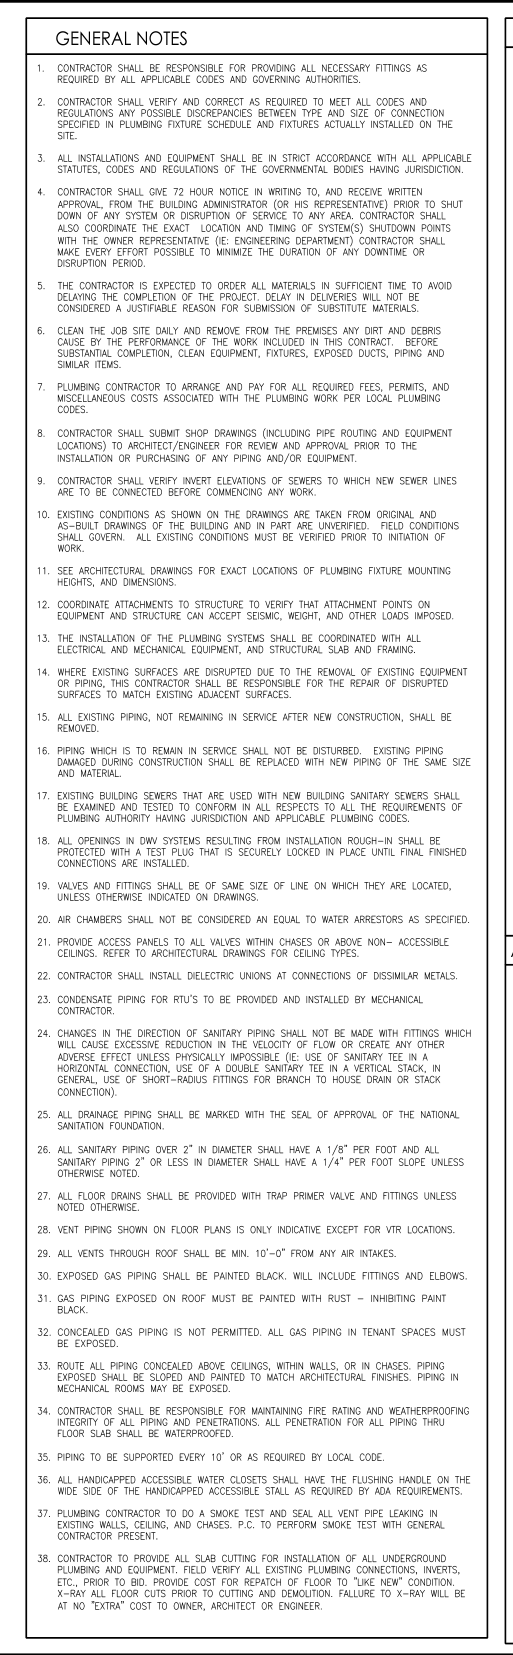 GENERAL NOTES
1. CONTRACTOR SHALL BE RESPONSIBLE FOR PROVIDING ALL NECESSARY FITTINGS AS
REQUIRED BY ALL APPLICABLE CODES AND GOVERNING AUTHORITIES.
2. CONTRACTOR SHALL VERIFY AND CORRECT AS REQUIRED TO MEET ALL CODES AND
REGULATIONS ANY POSSIBLE DISCREPANCIES BETWEEN TYPE AND SIZE OF CONNECTION
SPECIFIED IN PLUMBING FIXTURE SCHEDULE AND FIXTURES ACTUALLY INSTALLED ON THE
SITE.
3. ALL INSTALLATIONS AND EQUIPMENT SHALL BE IN STRICT ACCORDANCE WITH ALL APPLICABLE
STATUTES, CODES AND REGULATIONS OF THE GOVERNMENTAL BODIES HAVING JURISDICTION.
4. CONTRACTOR SHALL GIVE 72 HOUR NOTICE IN WRITING TO, AND RECEIVE WRITTEN
APPROVAL, FROM THE BUILDING ADMINISTRATOR (OR HIS REPRESENTATIVE) PRIOR TO SHUT
DOWN OF ANY SYSTEM OR DISRUPTION OF SERVICE TO ANY AREA. CONTRACTOR SHALL
ALSO COORDINATE THE EXACT LOCATION AND TIMING OF SYSTEM(S) SHUTDOWN POINTS
WITH THE OWNER REPRESENTATIVE (IE: ENGINEERING DEPARTMENT) CONTRACTOR SHALL
MAKE EVERY EFFORT POSSIBLE TO MINIMIZE THE DURATION OF ANY DOWNTIME OR
DISRUPTION PERIOD.
5. THE CONTRACTOR IS EXPECTED TO ORDER ALL MATERIALS IN SUFFICIENT TIME TO AVOID
DELAYING THE COMPLETION OF THE PROJECT. DELAY IN DELIVERIES WILL NOT BE
CONSIDERED A JUSTIFIABLE REASON FOR SUBMISSION OF SUBSTITUTE MATERIALS.
6. CLEAN THE JOB SITE DAILY AND REMOVE FROM THE PREMISES ANY DIRT AND DEBRIS
CAUSE BY THE PERFORMANCE OF THE WORK INCLUDED IN THIS CONTRACT. BEFORE
SUBSTANTIAL COMPLETION, CLEAN EQUIPMENT, FIXTURES, EXPOSED DUCTS, PIPING AND
SIMILAR ITEMS.
7. PLUMBING CONTRACTOR TO ARRANGE AND PAY FOR ALL REQUIRED FEES, PERMITS, AND
MISCELLANEOUS COSTS ASSOCIATED WITH THE PLUMBING WORK PER LOCAL PLUMBING
CODES.
8. CONTRACTOR SHALL SUBMIT SHOP DRAWINGS (INCLUDING PIPE ROUTING AND EQUIPMENT
LOCATIONS) TO ARCHITECT/ENGINEER FOR REVIEW AND APPROVAL PRIOR TO THE
INSTALLATION OR PURCHASING OF ANY PIPING AND/OR EQUIPMENT.
9. CONTRACTOR SHALL VERIFY INVERT ELEVATIONS OF SEWERS TO WHICH NEW SEWER LINES
ARE TO BE CONNECTED BEFORE COMMENCING ANY WORK.
10. EXISTING CONDITIONS AS SHOWN ON THE DRAWINGS ARE TAKEN FROM ORIGINAL AND
AS-BUILT DRAWINGS OF THE BUILDING AND IN PART ARE UNVERIFIED. FIELD CONDITIONS
SHALL GOVERN. ALL EXISTING CONDITIONS MUST BE VERIFIED PRIOR TO INITIATION OF
WORK.
11. SEE ARCHITECTURAL DRAWINGS FOR EXACT LOCATIONS OF PLUMBING FIXTURE MOUNTING
HEIGHTS, AND DIMENSIONS.
12. COORDINATE ATTACHMENTS TO STRUCTURE TO VERIFY THAT ATTACHMENT POINTS ON
EQUIPMENT AND STRUCTURE CAN ACCEPT SEISMIC, WEIGHT, AND OTHER LOADS IMPOSED.
13. THE INSTALLATION OF THE PLUMBING SYSTEMS SHALL BE COORDINATED WITH ALL
ELECTRICAL AND MECHANICAL EQUIPMENT, AND STRUCTURAL SLAB AND FRAMING.
14. WHERE EXISTING SURFACES ARE DISRUPTED DUE TO THE REMOVAL OF EXISTING EQUIPMENT
OR PIPING, THIS CONTRACTOR SHALL BE RESPONSIBLE FOR THE REPAIR OF DISRUPTED
SURFACES TO MATCH EXISTING ADJACENT SURFACES.
15. ALL EXISTING PIPING, NOT REMAINING IN SERVICE AFTER NEW CONSTRUCTION, SHALL BE
REMOVED.
16. PIPING WHICH IS TO REMAIN IN SERVICE SHALL NOT BE DISTURBED. EXISTING PIPING
DAMAGED DURING CONSTRUCTION SHALL BE REPLACED WITH NEW PIPING OF THE SAME SIZE
AND MATERIAL.
17. EXISTING BUILDING SEWERS THAT ARE USED WITH NEW BUILDING SANITARY SEWERS SHALL
BE EXAMINED AND TESTED TO CONFORM IN ALL RESPECTS TO ALL THE REQUIREMENTS OF
PLUMBING AUTHORITY HAVING JURISDICTION AND APPLICABLE PLUMBING CODES.
18. ALL OPENINGS IN DWV SYSTEMS RESULTING FROM INSTALLATION ROUGH-IN SHALL BE
PROTECTED WITH A TEST PLUG THAT IS SECURELY LOCKED IN PLACE UNTIL FINAL FINISHED
CONNECTIONS ARE INSTALLED.
19. VALVES AND FITTINGS SHALL BE OF SAME SIZE OF LINE ON WHICH THEY ARE LOCATED,
UNLESS OTHERWISE INDICATED ON DRAWINGS.
20. AIR CHAMBERS SHALL NOT BE CONSIDERED AN EQUAL TO WATER ARRESTORS AS SPECIFIED.
21. PROVIDE ACCESS PANELS TO ALL VALVES WITHIN CHASES OR ABOVE NON- ACCESSIBLE
CEILINGS. REFER TO ARCHITECTURAL DRAWINGS FOR CEILING TYPES.
22. CONTRACTOR SHALL INSTALL DIELECTRIC UNIONS AT CONNECTIONS OF DISSIMILAR METALS.
23. CONDENSATE PIPING FOR RTU'S TO BE PROVIDED AND INSTALLED BY MECHANICAL
CONTRACTOR.
24. CHANGES IN THE DIRECTION OF SANITARY PIPING SHALL NOT BE MADE WITH FITTINGS WHICH
WILL CAUSE EXCESSIVE REDUCTION IN THE VELOCITY OF FLOW OR CREATE ANY OTHER
ADVERSE EFFECT UNLESS PHYSICALLY IMPOSSIBLE (IE: USE OF SANITARY TEE IN A
HORIZONTAL CONNECTION, USE OF A DOUBLE SANITARY TEE IN A VERTICAL STACK, IN
GENERAL, USE OF SHORT-RADIUS FITTINGS FOR BRANCH TO HOUSE DRAIN OR STACK
CONNECTION).
25. ALL DRAINAGE PIPING SHALL BE MARKED WITH THE SEAL OF APPROVAL OF THE NATIONAL
SANITATION FOUNDATION.
26. ALL SANITARY PIPING OVER 2" IN DIAMETER SHALL HAVE A 1/8" PER FOOT AND ALL
SANITARY PIPING 2" OR LESS IN DIAMETER SHALL HAVE A 1/4" PER FOOT SLOPE UNLESS
OTHERWISE NOTED.
27. ALL FLOOR DRAINS SHALL BE PROVIDED WITH TRAP PRIMER VALVE AND FITTINGS UNLESS
NOTED OTHERWISE.
28. VENT PIPING SHOWN ON FLOOR PLANS IS ONLY INDICATIVE EXCEPT FOR VTR LOCATIONS.
29. ALL VENTS THROUGH ROOF SHALL BE MIN. 10'-0" FROM ANY AIR INTAKES.
30. EXPOSED GAS PIPING SHALL BE PAINTED BLACK. WILL INCLUDE FITTINGS AND ELBOWS.
31. GAS PIPING EXPOSED ON ROOF MUST BE PAINTED WITH RUST - INHIBITING PAINT
BLACK.
32. CONCEALED GAS PIPING IS NOT PERMITTED. ALL GAS PIPING IN TENANT SPACES MUST
BE EXPOSED.
33. ROUTE ALL PIPING CONCEALED ABOVE CEILINGS, WITHIN WALLS, OR IN CHASES. PIPING
EXPOSED SHALL BE SLOPED AND PAINTED TO MATCH ARCHITECTURAL FINISHES. PIPING IN
MECHANICAL ROOMS MAY BE EXPOSED.
34. CONTRACTOR SHALL BE RESPONSIBLE FOR MAINTAINING FIRE RATING AND WEATHERPROOFING
INTEGRITY OF ALL PIPING AND PENETRATIONS. ALL PENETRATION FOR ALL PIPING THRU
FLOOR SLAB SHALL BE WATERPROOFED.
35. PIPING TO BE SUPPORTED EVERY 10' OR AS REQUIRED BY LOCAL CODE.
36. ALL HANDICAPPED ACCESSIBLE WATER CLOSETS SHALL HAVE THE FLUSHING HANDLE ON THE
WIDE SIDE OF THE HANDICAPPED ACCESSIBLE STALL AS REQUIRED BY ADA REQUIREMENTS.
37. PLUMBING CONTRACTOR TO DO A SMOKE TEST AND SEAL ALL VENT PIPE LEAKING IN
EXISTING WALLS, CEILING, AND CHASES. P.C. TO PERFORM SMOKE TEST WITH GENERAL
CONTRACTOR PRESENT.
38. CONTRACTOR TO PROVIDE ALL SLAB CUTTING FOR INSTALLATION OF ALL UNDERGROUND
PLUMBING AND EQUIPMENT. FIELD VERIFY ALL EXISTING PLUMBING CONNECTIONS, INVERTS,
ETC., PRIOR TO BID. PROVIDE COST FOR REPATCH OF FLOOR TO "LIKE NEW" CONDITION.
X-RAY ALL FLOOR CUTS PRIOR TO CUTTING AND DEMOLITION. FAILURE TO X-RAY WILL BE
AT NO "EXTRA" COST TO OWNER, ARCHITECT OR ENGINEER.